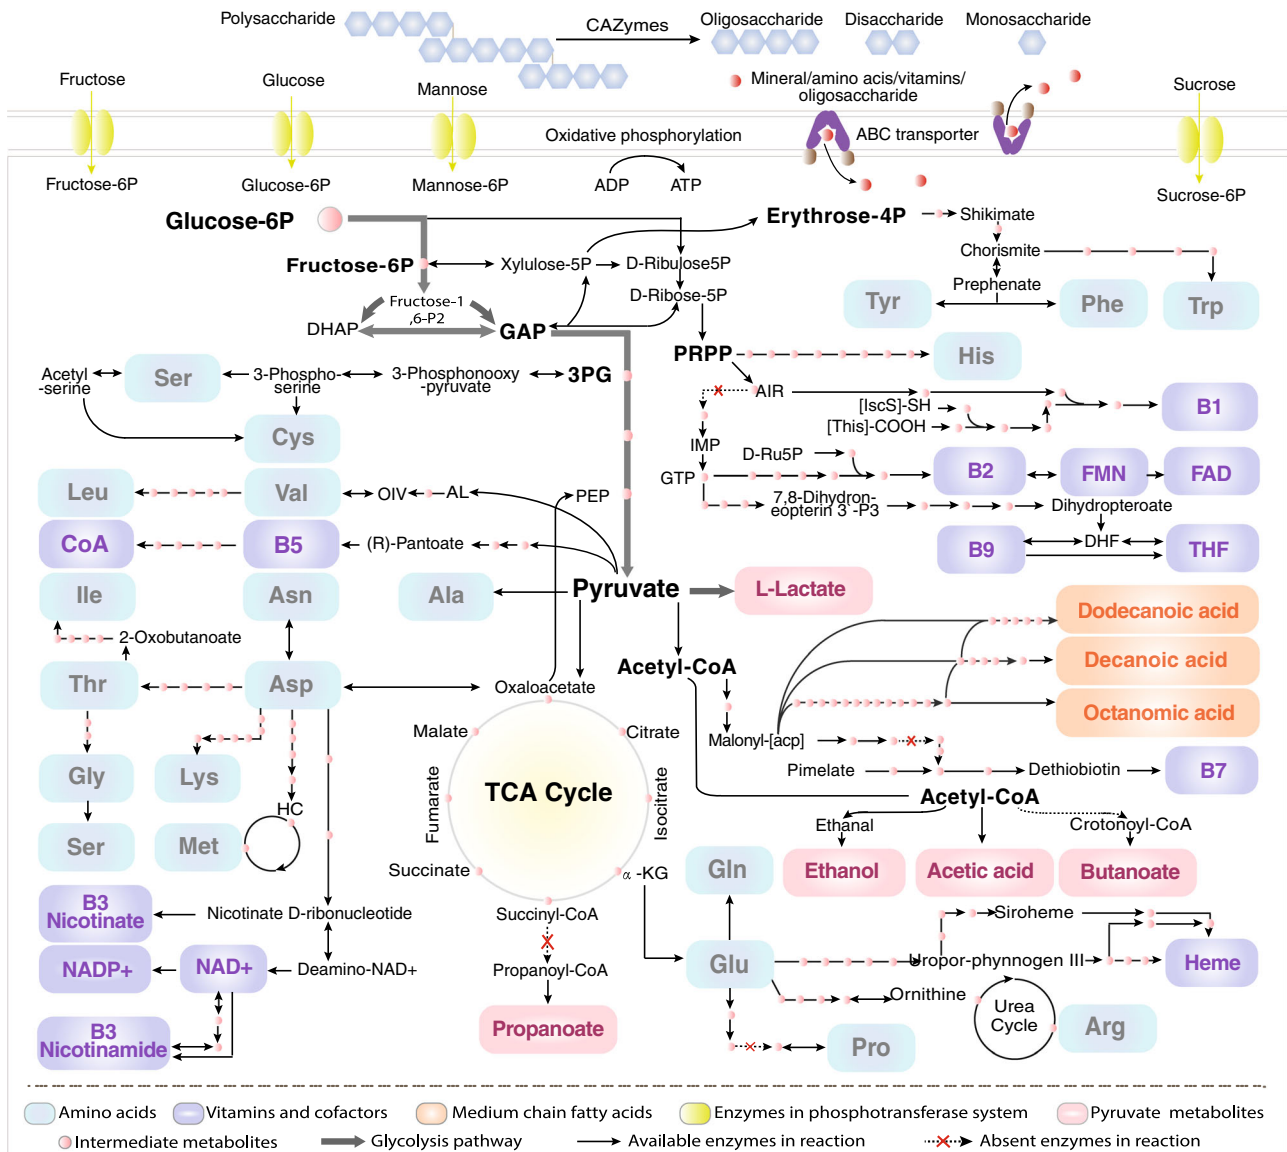 Polysaccharide
CAZymes
Oligosaccharide
Disaccharide
Monosaccharide
Fructose
Glucose
Mannose
Mineral/amino acis/vitamins/
oligosaccharide
Sucrose
Oxidative phosphorylation
ABC transporter
ADP
ATP
Fructose-6P
Glucose-6P
Mannose-6P
Sucrose-6P
Glucose-6P
Erythrose-4P
Shikimate
Chorismite
Fructose-6P
Xylulose-5P
D-Ribulose5P
Prephenate
D-Ribose-5P
Fructose-1
,6-P2
Tyr
Phe
Trp
DHAP
GAP
PRPP
His
Acetyl
-serine
Ser
3-Phospho-
serine
3-Phosphonooxy
-pyruvate
3PG
AIR
[IscS]-SH
[This]-COOH
B1
Cys
IMP
D-Ru5P
GTP
B2
FMN
FAD
Leu
Val
OIV
AL
PEP
7,8-Dihydron-
eopterin 3'-P3
Dihydropteroate
CoA
B5
(R)-Pantoate
B9
DHF
THF
Ile
Asn
Ala
Pyruvate
L-Lactate
Dodecanoic acid
2-Oxobutanoate
Decanoic acid
Thr
Asp
Acetyl-CoA
Oxaloacetate
Octanomic acid
Malate
Citrate
Malonyl-[acp]
Gly
Lys
Fumarate
TCA Cycle
Isocitrate
Pimelate
Dethiobiotin
B7
HC
Acetyl-CoA
Ethanal
Crotonoyl-CoA
Ser
Met
Succinate
α -KG
Gln
Ethanol
Acetic acid
Butanoate
B3
Nicotinate
Nicotinate D-ribonucleotide
Succinyl-CoA
Siroheme
NADP+
NAD+
Deamino-NAD+
Propanoyl-CoA
Glu
Uropor-phynnogen III
Heme
Ornithine
Urea
Cycle
Arg
B3
Nicotinamide
Propanoate
Pro
Amino acids
Vitamins and cofactors
Medium chain fatty acids
Enzymes in phosphotransferase system
Pyruvate metabolites
Intermediate metabolites
Glycolysis pathway
Available enzymes in reaction
Absent enzymes in reaction